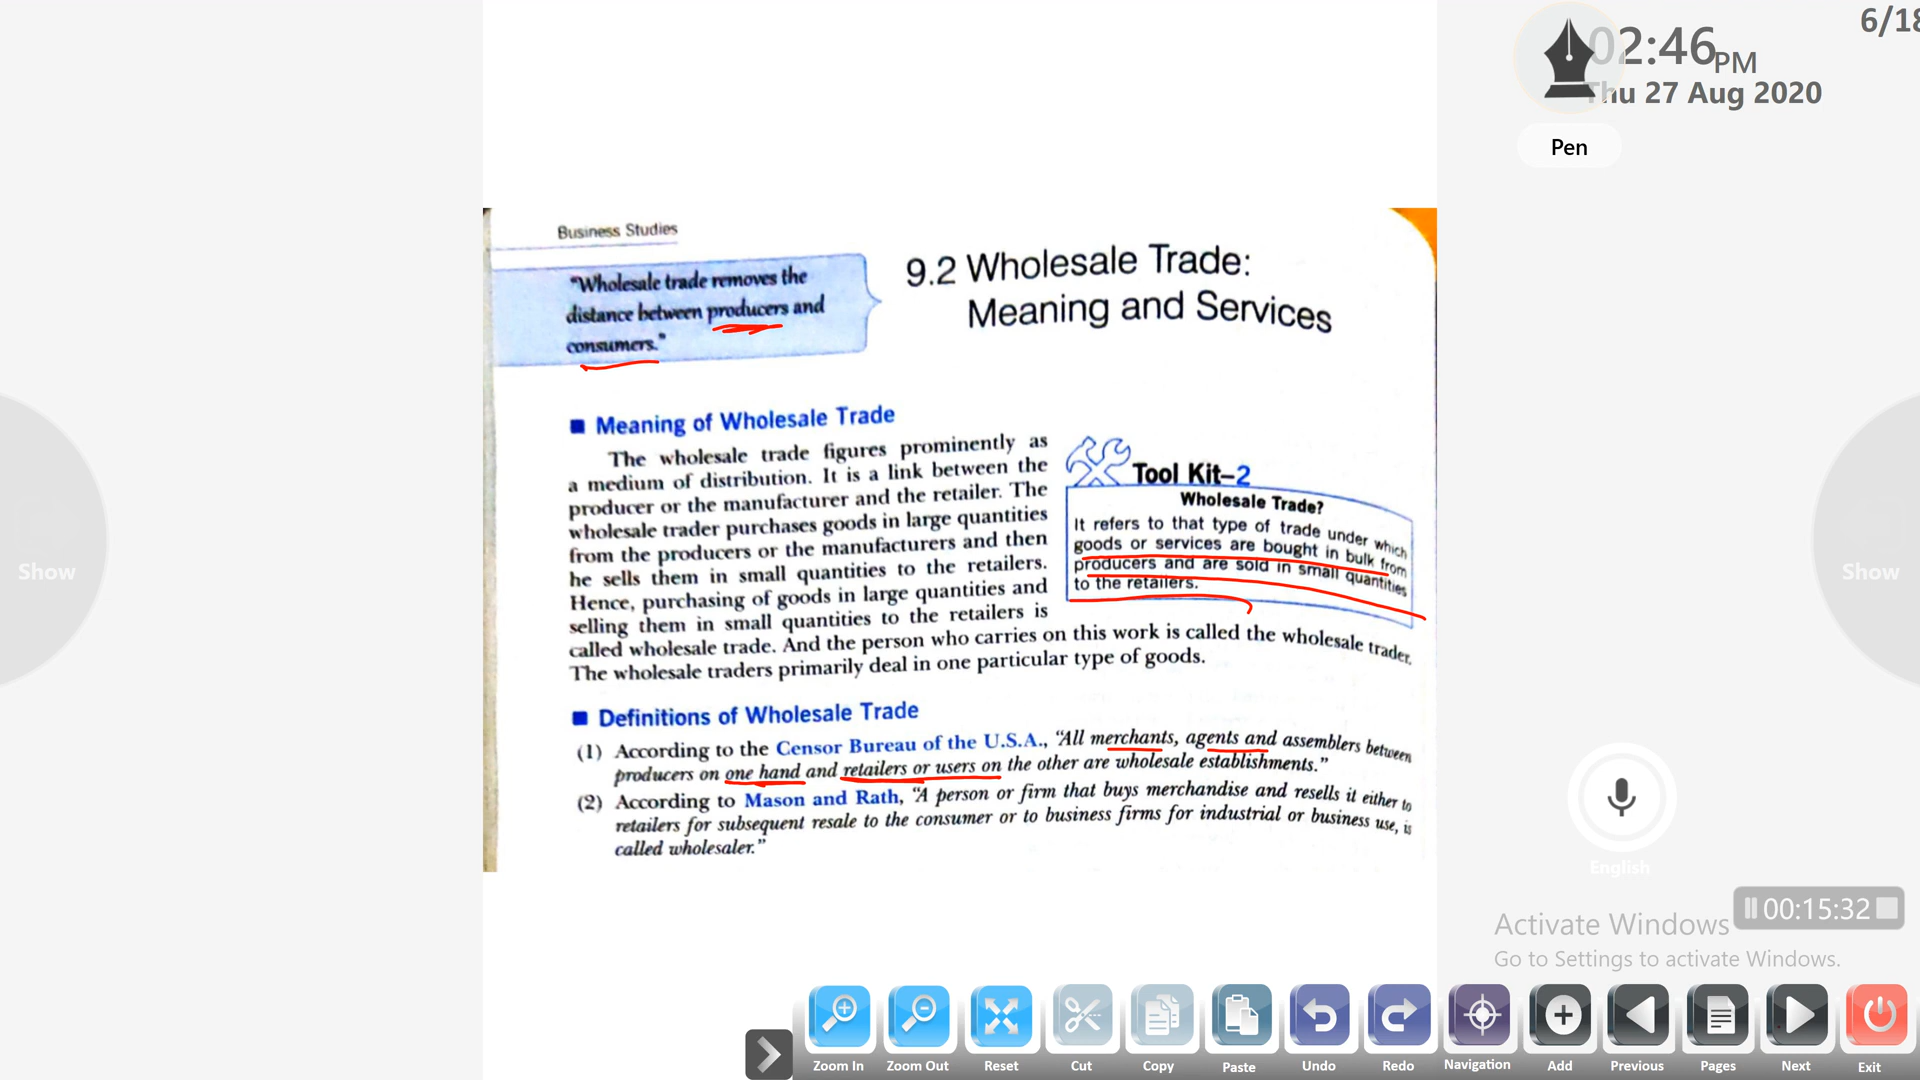 6/18
02:46 PM
Thu 27 Aug 2020
Pen
Business Studies
"Wholesale trade removes the
distance between producers and
consumers."
9.2 Wholesale Trade:
Meaning and Services
Meaning of Wholesale Trade
The wholesale trade figures prominently as
a medium of distribution. It is a link between the
producer or the manufacturer and the retailer. The
wholesale trader purchases goods in large quantities
from the producers or the manufacturers and then
he sells them in small quantities to the retailers.
Hence, purchasing of goods in large quantities and
selling them in small quantities to the retailers is
called wholesale trade. And the person who carries on this work is called the wholesale trader.
The wholesale traders primarily deal in one particular type of goods.
Tool Kit–2
Wholesale Trade?
It refers to that type of trade under which
goods or services are bought in bulk from
producers and are sold in small quantities
to the retailers.
Definitions of Wholesale Trade
(1) According to the Censor Bureau of the U.S.A., "All merchants, agents and assemblers between
producers on one hand and retailers or users on the other are wholesale establishments."
(2) According to Mason and Rath, "A person or firm that buys merchandise and resells it either to
retailers for subsequent resale to the consumer or to business firms for industrial or business use, is
called wholesaler."
Show
Show
English
00:15:32
Activate Windows
Go to Settings to activate Windows.
Zoom In
Zoom Out
Reset
Cut
Copy
Paste
Undo
Redo
Navigation
Add
Previous
Pages
Next
Exit